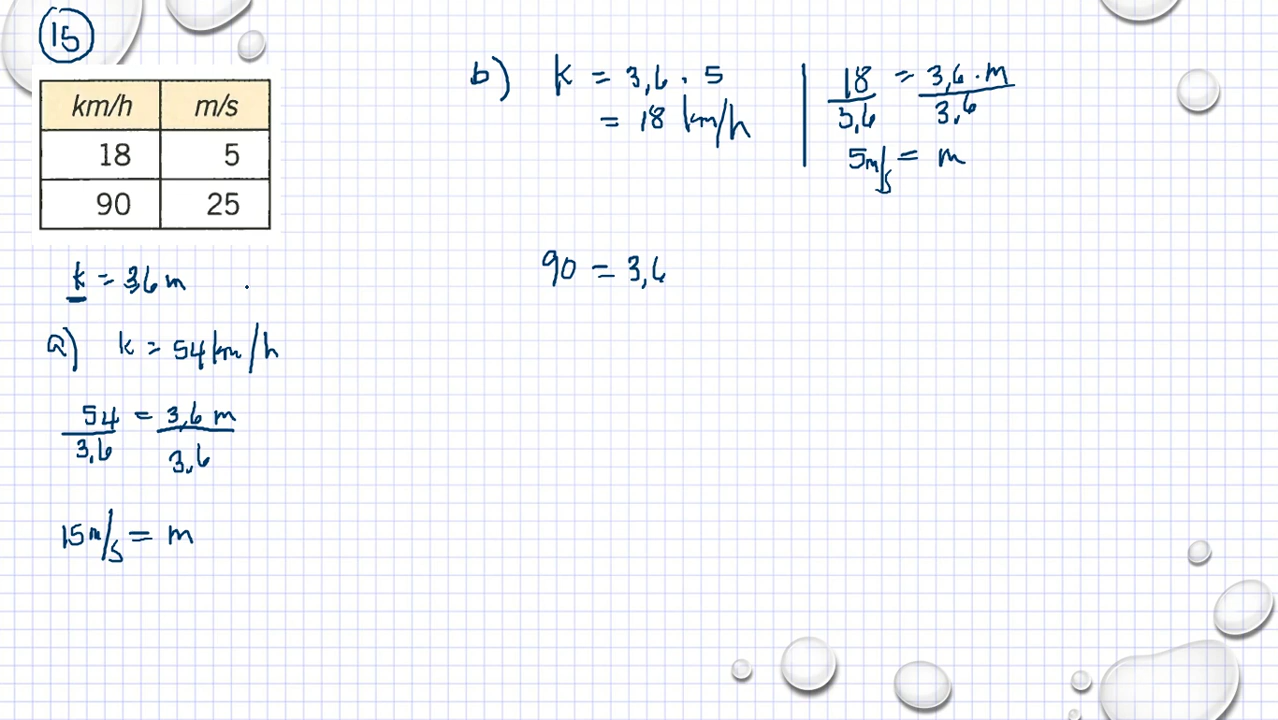 15
km/h m/s
18 5
90 25
k = 3,6 m
a) k = 54 km/h
54 = 3,6 m
3,6 3,6
15 m/s = m
b) k = 3,6 . 5
= 18 km/h
18 = 3,6 . m
3,6 3,6
5 m/s = m
90 = 3,6